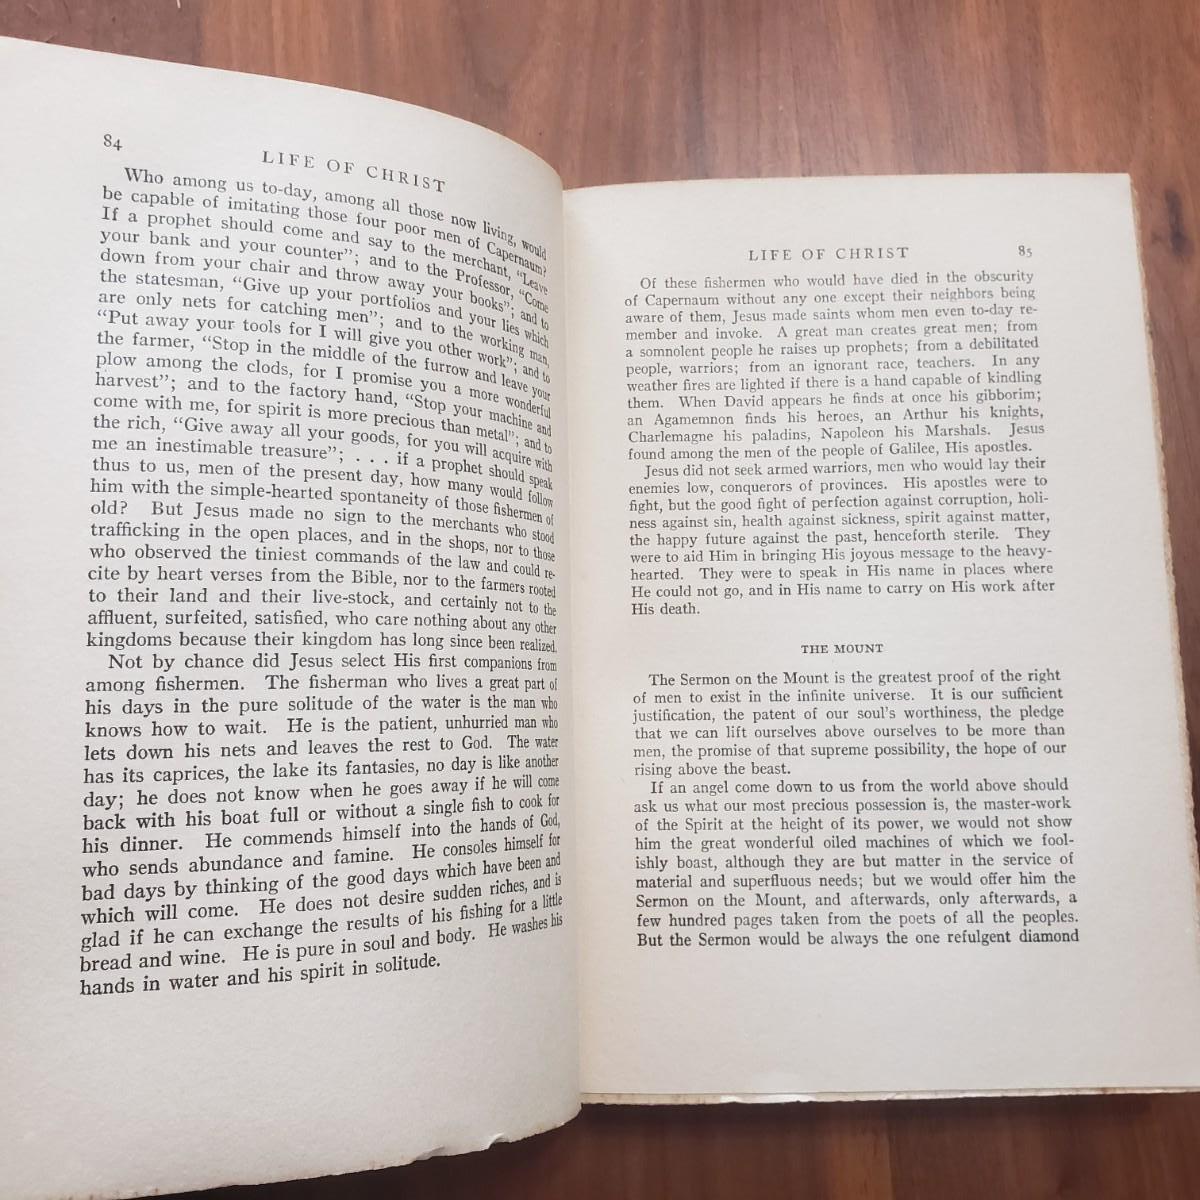 84
LIFE OF CHRIST
Who among us to-day, among all those now living, would
be capable of imitating those four poor men of Capernaum?
If a prophet should come and say to the merchant, "Leave
your bank and your counter"; and to the Professor, "Come
down from your chair and throw away your books"; and to
the statesman, "Give up your portfolios and your lies which
are only nets for catching men"; and to the working man,
"Put away your tools for I will give you other work"; and to
the farmer, "Stop in the middle of the furrow and leave your
plow among the clods, for I promise you a more wonderful
harvest"; and to the factory hand, "Stop your machine and
come with me, for spirit is more precious than metal"; and to
the rich, "Give away all your goods, for you will acquire with
me an inestimable treasure"; . . . if a prophet should speak
thus to us, men of the present day, how many would follow
him with the simple-hearted spontaneity of those fishermen of
old? But Jesus made no sign to the merchants who stood
trafficking in the open places, and in the shops, nor to those
who observed the tiniest commands of the law and could re-
cite by heart verses from the Bible, nor to the farmers rooted
to their land and their live-stock, and certainly not to the
affluent, surfeited, satisfied, who care nothing about any other
kingdoms because their kingdom has long since been realized.
Not by chance did Jesus select His first companions from
among fishermen. The fisherman who lives a great part of
his days in the pure solitude of the water is the man who
knows how to wait. He is the patient, unhurried man who
lets down his nets and leaves the rest to God. The water
has its caprices, the lake its fantasies, no day is like another
day; he does not know when he goes away if he will come
back with his boat full or without a single fish to cook for
his dinner. He commends himself into the hands of God,
who sends abundance and famine. He consoles himself for
bad days by thinking of the good days which have been and
which will come. He does not desire sudden riches, and is
glad if he can exchange the results of his fishing for a little
bread and wine. He is pure in soul and body. He washes his
hands in water and his spirit in solitude.
LIFE OF CHRIST
85
Of these fishermen who would have died in the obscurity
of Capernaum without any one except their neighbors being
aware of them, Jesus made saints whom men even to-day re-
member and invoke. A great man creates great men; from
a somnolent people he raises up prophets; from a debilitated
people, warriors; from an ignorant race, teachers. In any
weather fires are lighted if there is a hand capable of kindling
them. When David appears he finds at once his gibborim;
an Agamemnon finds his heroes, an Arthur his knights,
Charlemagne his paladins, Napoleon his Marshals. Jesus
found among the men of the people of Galilee, His apostles.
Jesus did not seek armed warriors, men who would lay their
enemies low, conquerors of provinces. His apostles were to
fight, but the good fight of perfection against corruption, holi-
ness against sin, health against sickness, spirit against matter,
the happy future against the past, henceforth sterile. They
were to aid Him in bringing His joyous message to the heavy-
hearted. They were to speak in His name in places where
He could not go, and in His name to carry on His work after
His death.
THE MOUNT
The Sermon on the Mount is the greatest proof of the right
of men to exist in the infinite universe. It is our sufficient
justification, the patent of our soul's worthiness, the pledge
that we can lift ourselves above ourselves to be more than
men, the promise of that supreme possibility, the hope of our
rising above the beast.
If an angel come down to us from the world above should
ask us what our most precious possession is, the master-work
of the Spirit at the height of its power, we would not show
him the great wonderful oiled machines of which we fool-
ishly boast, although they are but matter in the service of
material and superfluous needs; but we would offer him the
Sermon on the Mount, and afterwards, only afterwards, a
few hundred pages taken from the poets of all the peoples.
But the Sermon would be always the one refulgent diamond